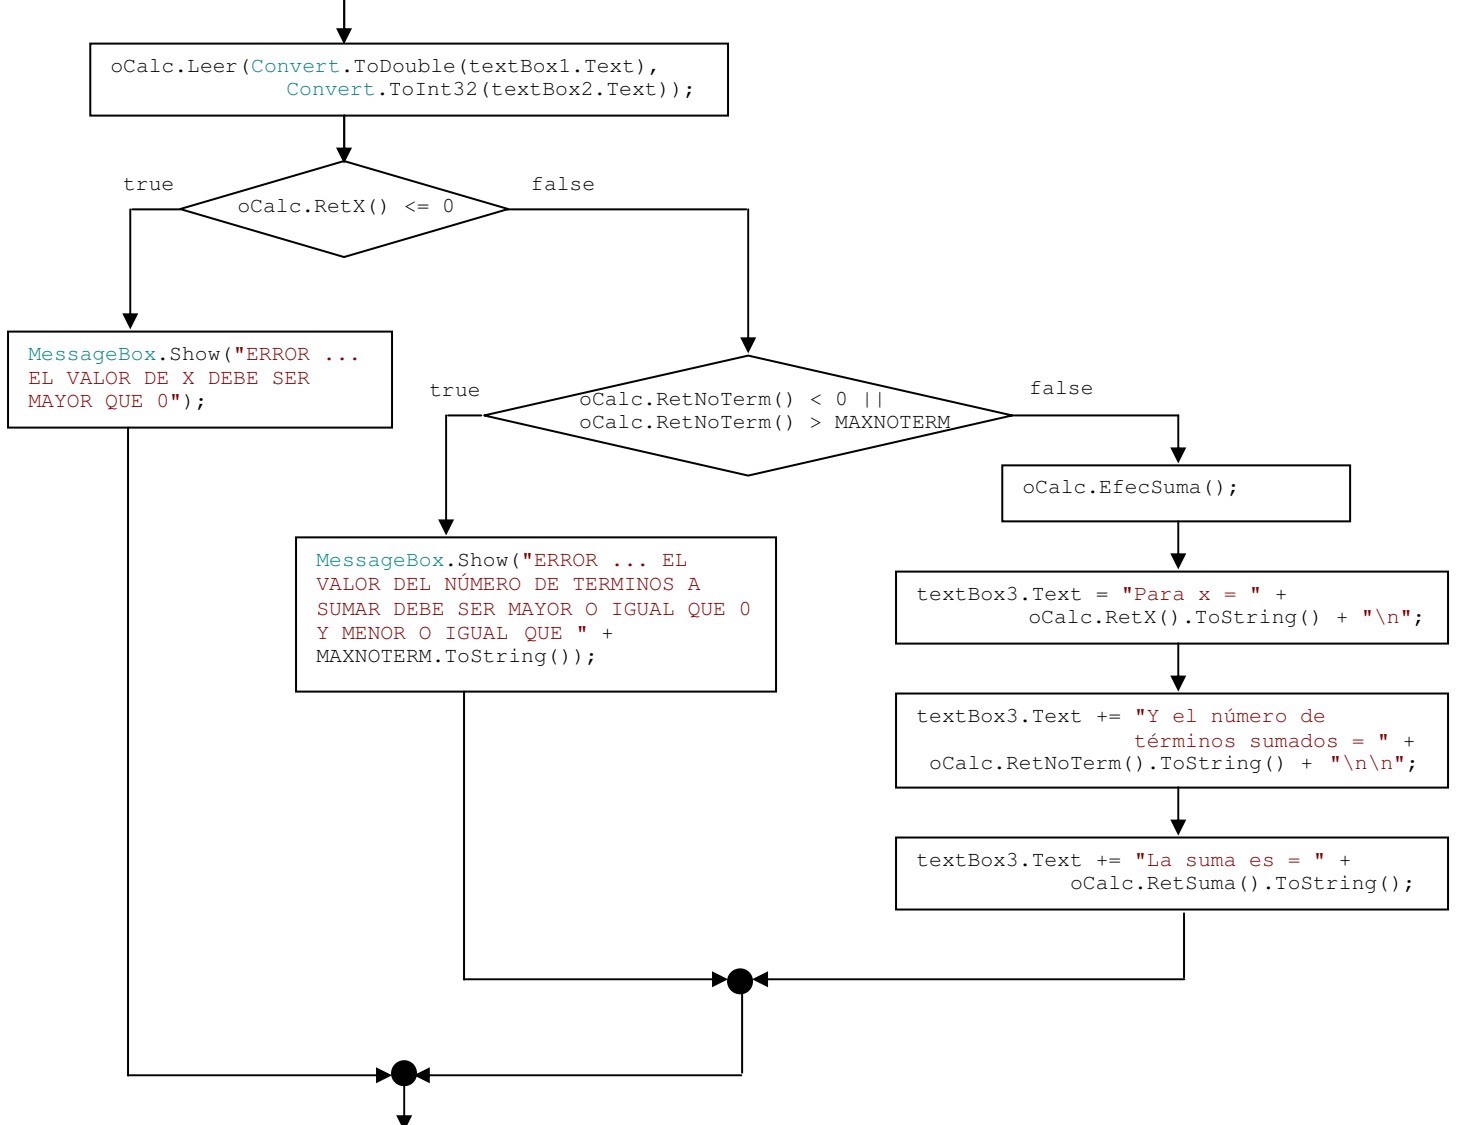 oCalc.Leer(Convert.ToDouble(textBox1.Text),
Convert.ToInt32(textBox2.Text));
true
false
oCalc.RetX() <= 0
MessageBox.Show("ERROR ...
EL VALOR DE X DEBE SER
MAYOR QUE 0");
true
false
oCalc.RetNoTerm() < 0 ||
oCalc.RetNoTerm() > MAXNOTERM
oCalc.EfecSuma();
MessageBox.Show("ERROR ... EL
VALOR DEL NÚMERO DE TERMINOS A
SUMAR DEBE SER MAYOR O IGUAL QUE 0
Y MENOR O IGUAL QUE " +
MAXNOTERM.ToString());
textBox3.Text = "Para x = " +
oCalc.RetX().ToString() + "\n";
textBox3.Text += "Y el número de
términos sumados = " +
oCalc.RetNoTerm().ToString() + "\n\n";
textBox3.Text += "La suma es = " +
oCalc.RetSuma().ToString();